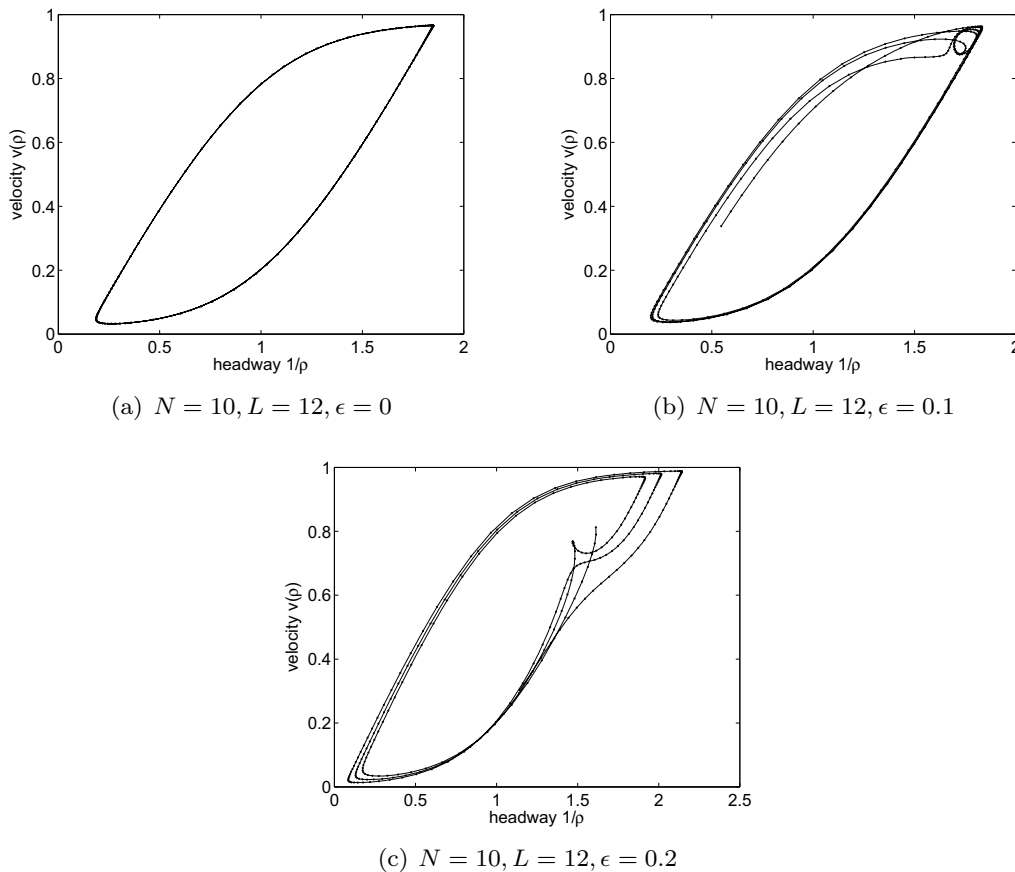 1
0.8
0.6
0.4
0.2
0
velocity v(ρ)
0 0.5 1 1.5 2
headway 1/ρ
(a) N = 10, L = 12, ϵ = 0
1
0.8
0.6
0.4
0.2
0
velocity v(ρ)
0 0.5 1 1.5 2
headway 1/ρ
(b) N = 10, L = 12, ϵ = 0.1
1
0.8
0.6
0.4
0.2
0
velocity v(ρ)
0 0.5 1 1.5 2 2.5
headway 1/ρ
(c) N = 10, L = 12, ϵ = 0.2